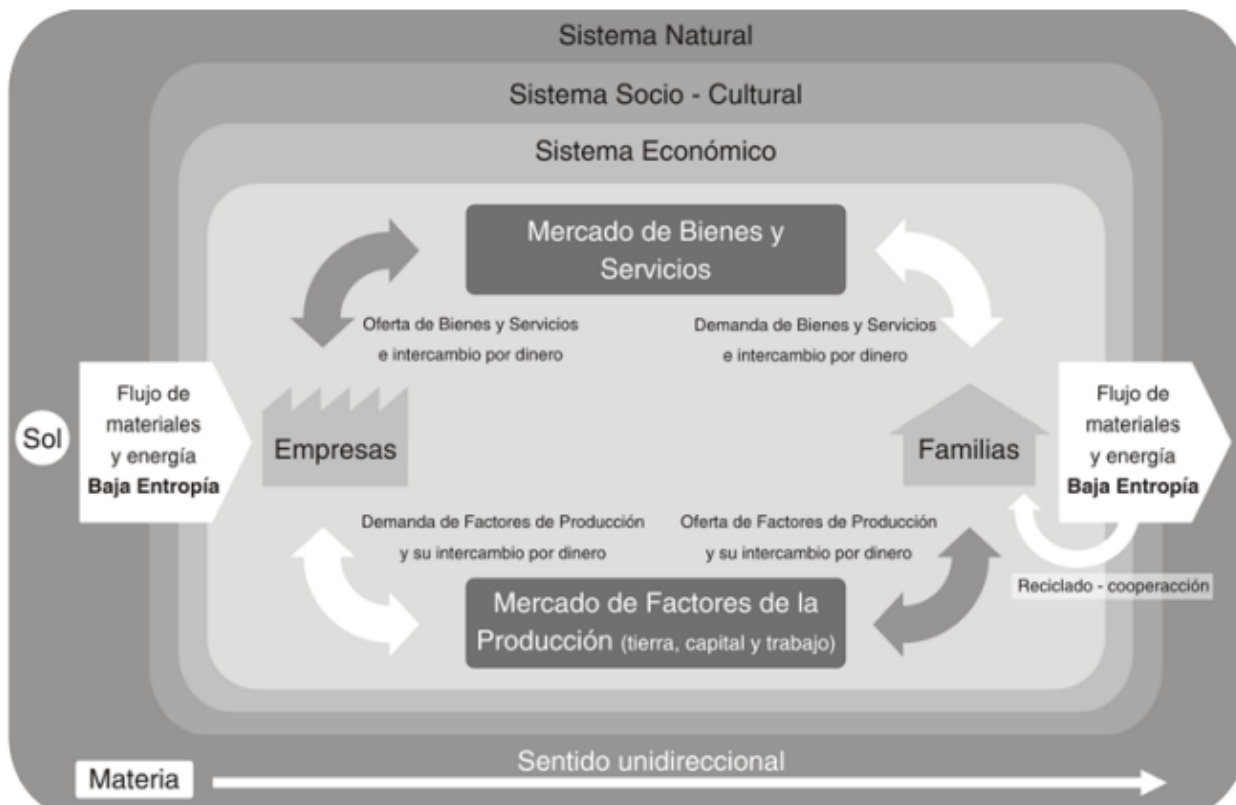 Sistema Natural
Sistema Socio - Cultural
Sistema Económico
Mercado de Bienes y
Servicios
Oferta de Bienes y Servicios
e intercambio por dinero
Demanda de Bienes y Servicios
e intercambio por dinero
Sol
Flujo de
materiales
y energía
Baja Entropía
Empresas
Familias
Flujo de
materiales
y energía
Baja Entropía
Demanda de Factores de Producción
y su intercambio por dinero
Oferta de Factores de Producción
y su intercambio por dinero
Reciclado - cooperacción
Mercado de Factores de la
Producción (tierra, capital y trabajo)
Sentido unidireccional
Materia